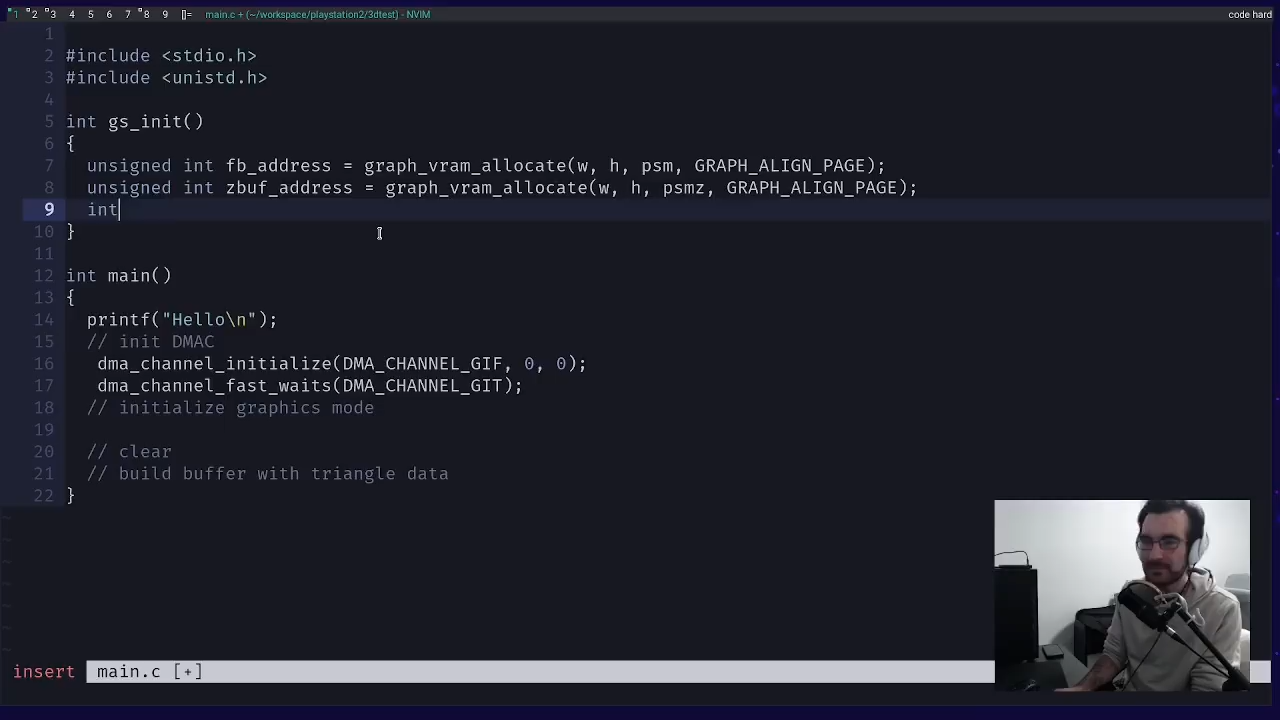 1 2 3 4 5 6 7 8 9 []= main.c + (~/workspace/playstation2/3dtest) - NVIM code hard
1
2 #include <stdio.h>
3 #include <unistd.h>
4
5 int gs_init()
6 {
7 unsigned int fb_address = graph_vram_allocate(w, h, psm, GRAPH_ALIGN_PAGE);
8 unsigned int zbuf_address = graph_vram_allocate(w, h, psmz, GRAPH_ALIGN_PAGE);
9 int
10 }
11
12 int main()
13 {
14 printf("Hello\n");
15 // init DMAC
16 dma_channel_initialize(DMA_CHANNEL_GIF, 0, 0);
17 dma_channel_fast_waits(DMA_CHANNEL_GIT);
18 // initialize graphics mode
19
20 // clear
21 // build buffer with triangle data
22 }
~
~
~
~
~
~
~
insert main.c [+]